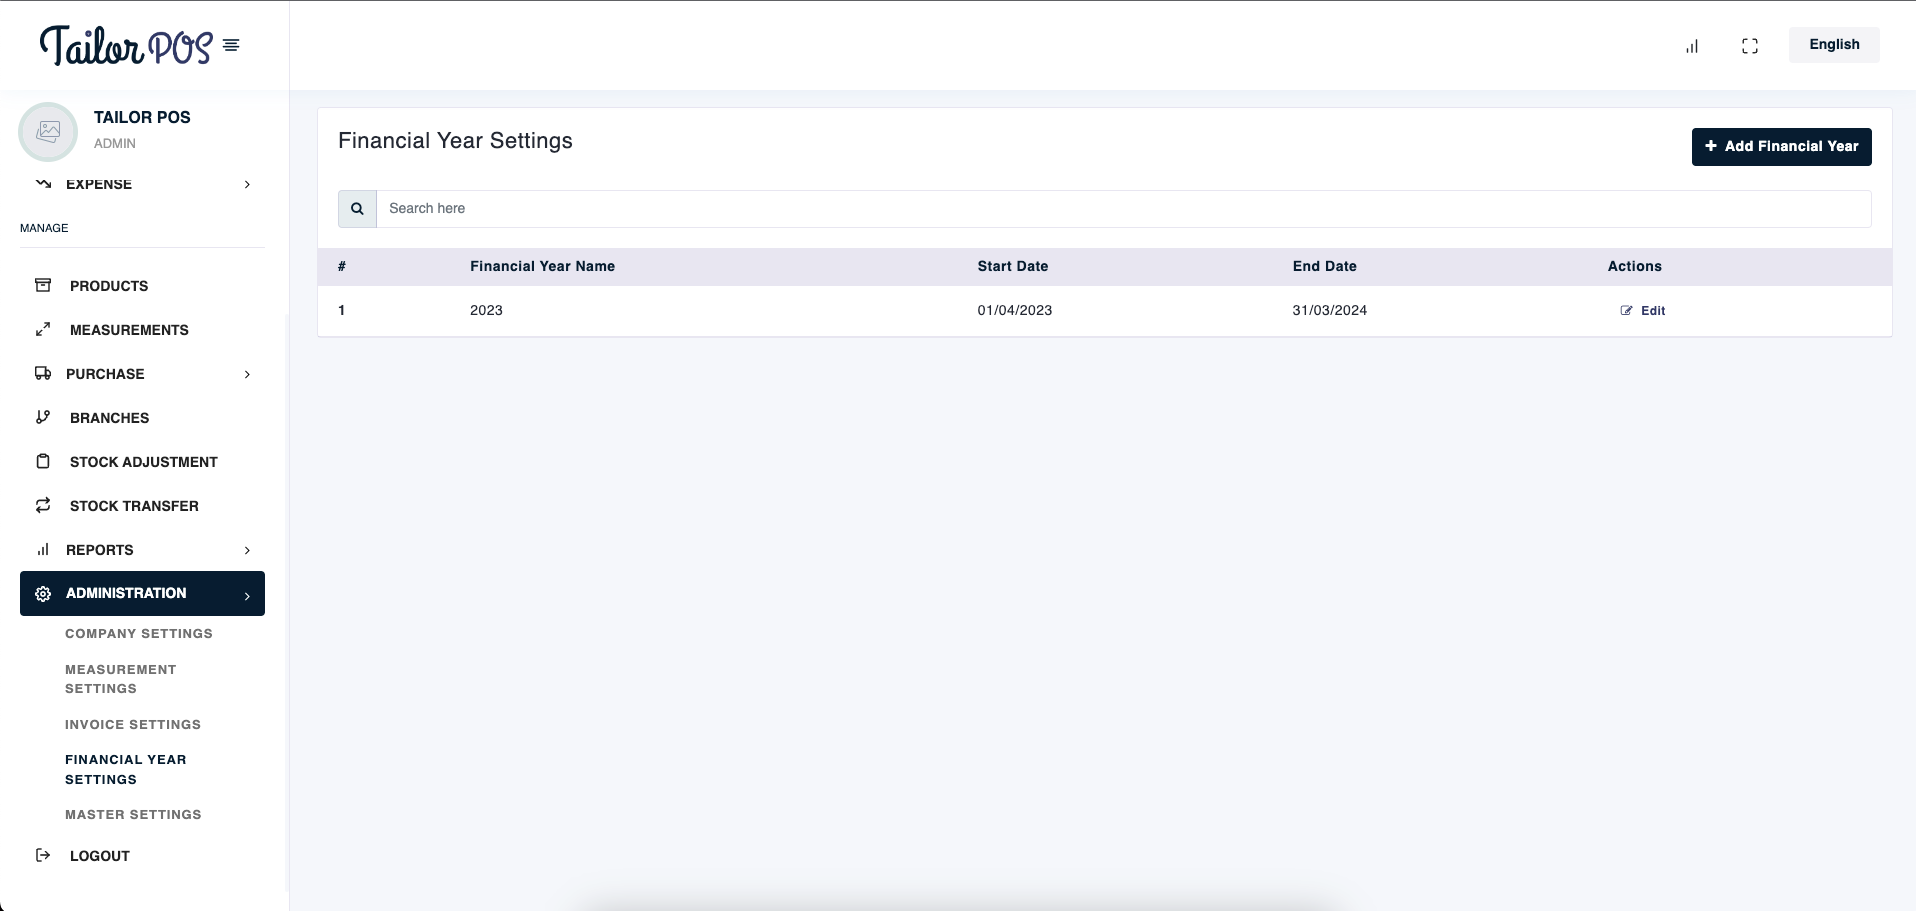 Tailor POS
English
TAILOR POS
ADMIN
EXPENSE
MANAGE
PRODUCTS
MEASUREMENTS
PURCHASE
BRANCHES
STOCK ADJUSTMENT
STOCK TRANSFER
REPORTS
ADMINISTRATION
COMPANY SETTINGS
MEASUREMENT
SETTINGS
INVOICE SETTINGS
FINANCIAL YEAR
SETTINGS
MASTER SETTINGS
LOGOUT
Financial Year Settings
+ Add Financial Year
Search here
# Financial Year Name Start Date End Date Actions
1 2023 01/04/2023 31/03/2024 Edit